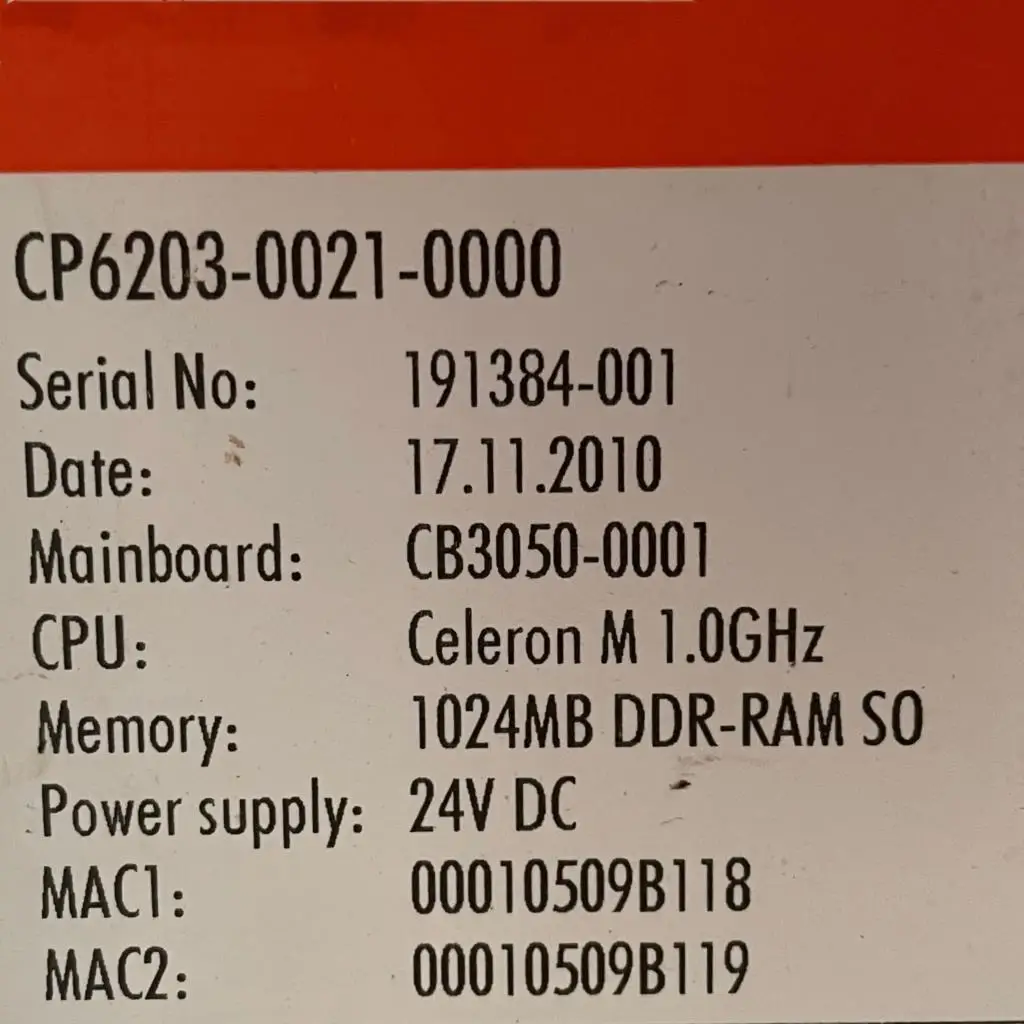 CP6203-0021-0000
Serial No: 191384-001
Date: 17.11.2010
Mainboard: CB3050-0001
CPU: Celeron M 1.0GHz
Memory: 1024MB DDR-RAM SO
Power supply: 24V DC
MAC1: 00010509B118
MAC2: 00010509B119